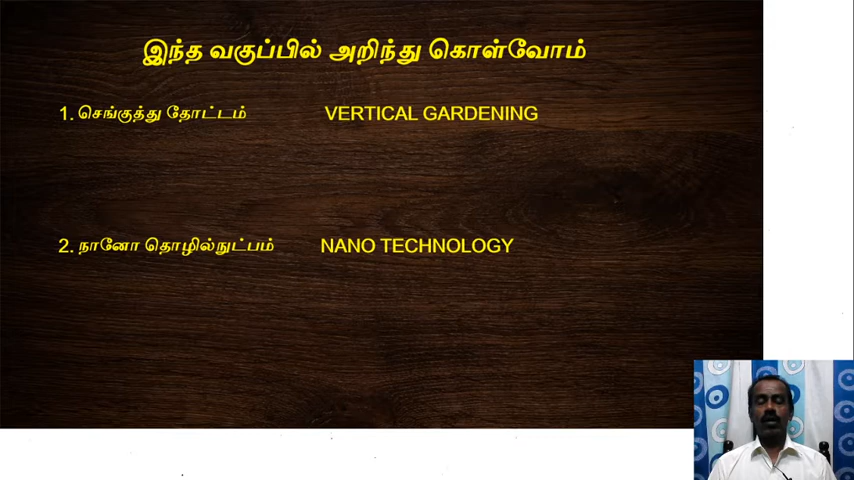 இந்த வகுப்பில் அறிந்து கொள்வோம்
1. செங்குத்து தோட்டம் VERTICAL GARDENING
2. நானோ தொழில்நுட்பம் NANO TECHNOLOGY